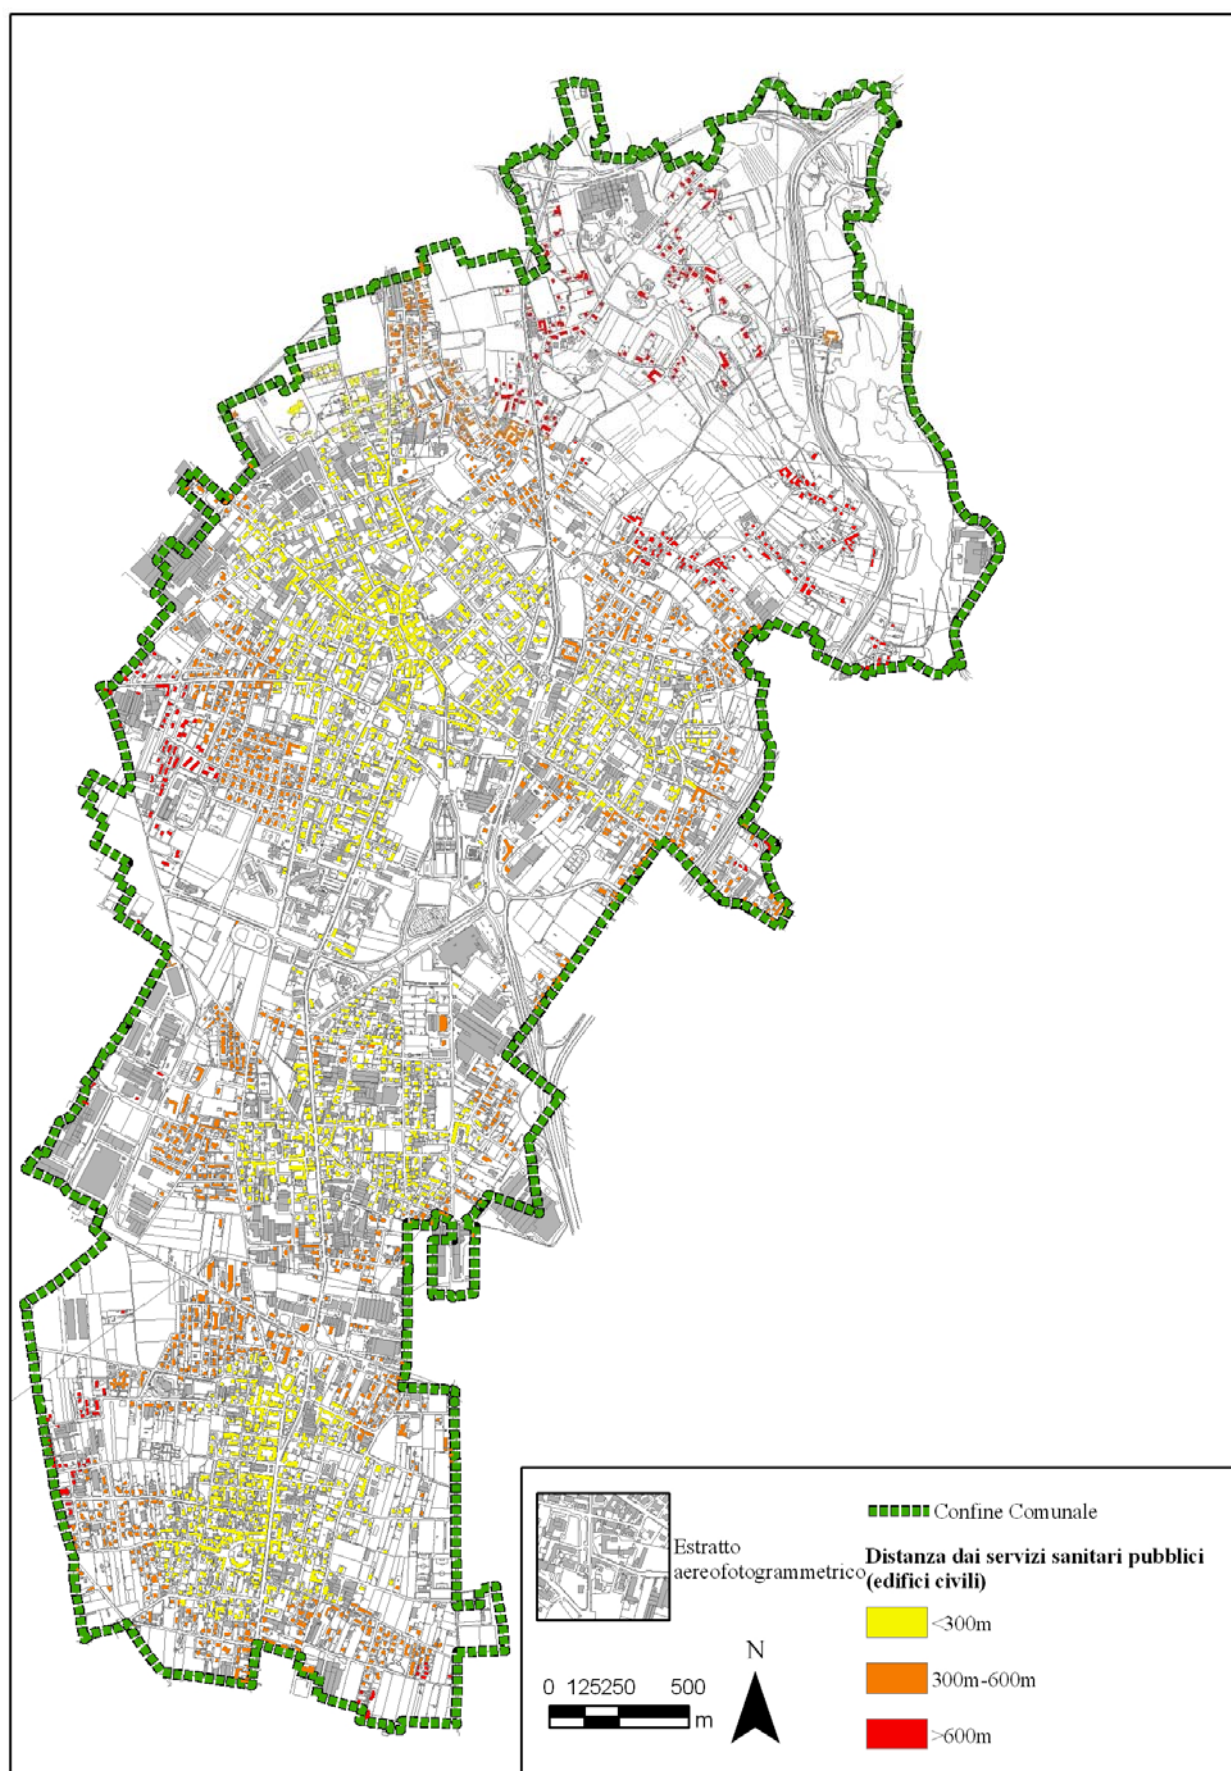 Estratto
aereofotogrammetrico
Confine Comunale
Distanza dai servizi sanitari pubblici
(edifici civili)
<300m
300m-600m
>600m
N
0 125250 500
m